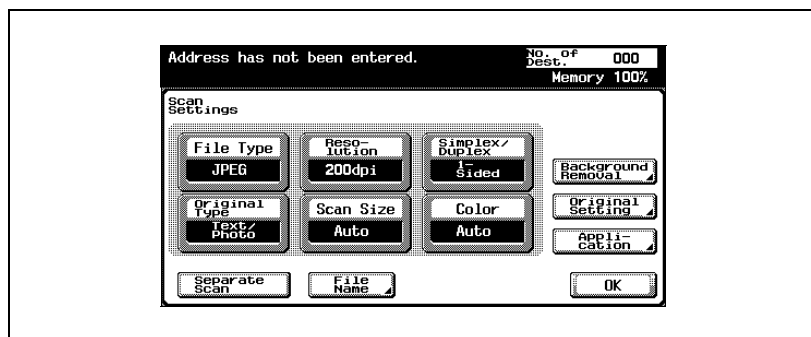 Address has not been entered.
No. of
Dest.
000
Memory 100%
Scan
Settings
File Type
JPEG
Reso-
lution
200dpi
Simplex/
Duplex
1-
Sided
Background
Removal
Original
Type
Text/
Photo
Scan Size
Auto
Color
Auto
Original
Setting
Appli-
cation
Separate
Scan
File
Name
OK